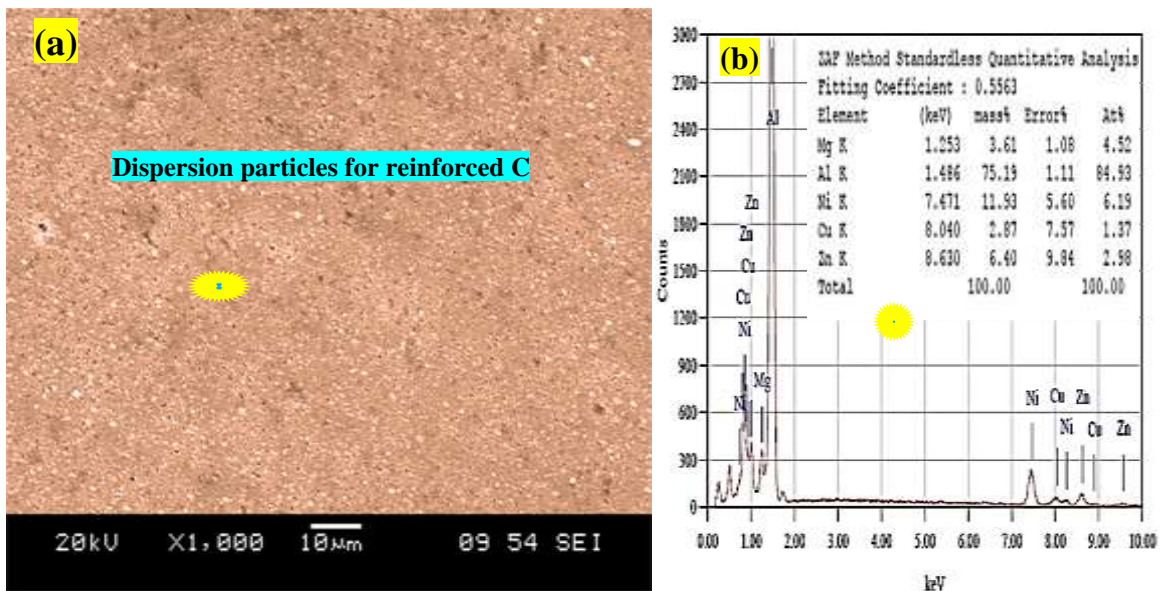 (a)
Dispersion particles for reinforced C
20kV X1,000 10μm 09 54 SEI
(b)
ZAF Method Standardless Quantitative Analysis
Fitting Coefficient : 0.5563
Element (keV) mass% Error% At%
Mg K 1.253 3.61 1.08 4.52
Al K 1.486 75.19 1.11 84.93
Ni K 7.471 11.93 5.60 6.19
Cu K 8.040 2.87 7.57 1.37
Zn K 8.630 6.40 9.84 2.98
Total 100.00 100.00
Counts
3000
2700
2400
2100
1800
1500
1200
900
600
300
0
Al
Zn
Zn
Cu
Cu
Ni
Mg
Ni
Ni Cu Zn
Ni Cu Zn
0.00 1.00 2.00 3.00 4.00 5.00 6.00 7.00 8.00 9.00 10.00
keV